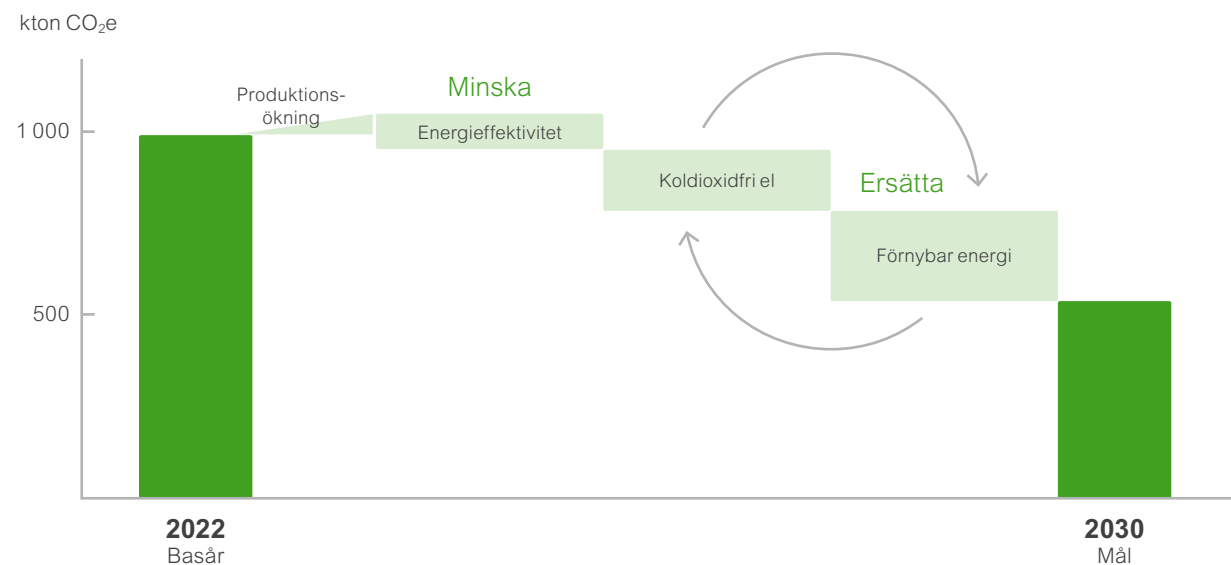 kton CO₂e
Produktions-
ökning
Minska
1 000
Energieffektivitet
Koldioxidfri el
Ersätta
Förnybar energi
500
2022
Basår
2030
Mål